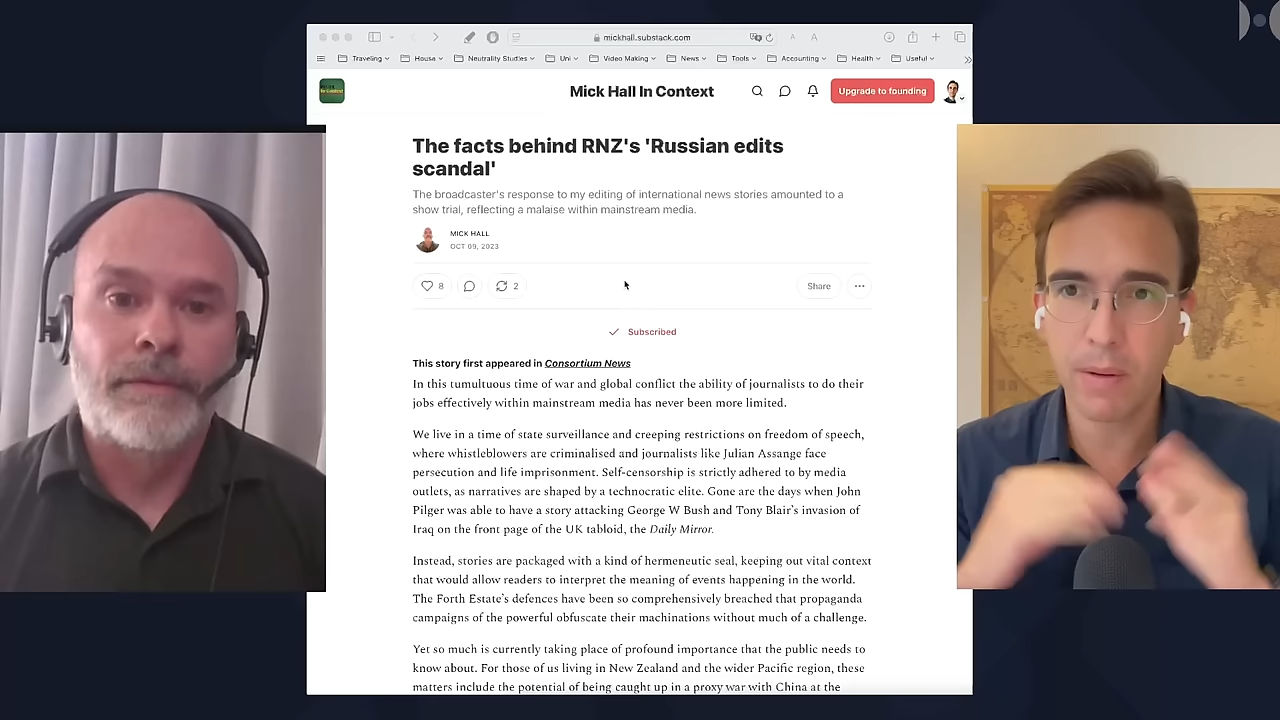 mickhall.substack.com
Traveling
House
Neutrality Studies
Uni
Video Making
News
Tools
Accounting
Health
Useful
Mick Hall In Context
Upgrade to founding
The facts behind RNZ's 'Russian edits
scandal'
The broadcaster's response to my editing of international news stories amounted to a
show trial, reflecting a malaise within mainstream media.
MICK HALL
OCT 09, 2023
8
2
Share
Subscribed
This story first appeared in Consortium News
In this tumultuous time of war and global conflict the ability of journalists to do their
jobs effectively within mainstream media has never been more limited.
We live in a time of state surveillance and creeping restrictions on freedom of speech,
where whistleblowers are criminalised and journalists like Julian Assange face
persecution and life imprisonment. Self-censorship is strictly adhered to by media
outlets, as narratives are shaped by a technocratic elite. Gone are the days when John
Pilger was able to have a story attacking George W Bush and Tony Blair's invasion of
Iraq on the front page of the UK tabloid, the Daily Mirror.
Instead, stories are packaged with a kind of hermeneutic seal, keeping out vital context
that would allow readers to interpret the meaning of events happening in the world.
The Forth Estate's defences have been so comprehensively breached that propaganda
campaigns of the powerful obfuscate their machinations without much of a challenge.
Yet so much is currently taking place of profound importance that the public needs to
know about. For those of us living in New Zealand and the wider Pacific region, these
matters include the potential of being caught up in a proxy war with China at the